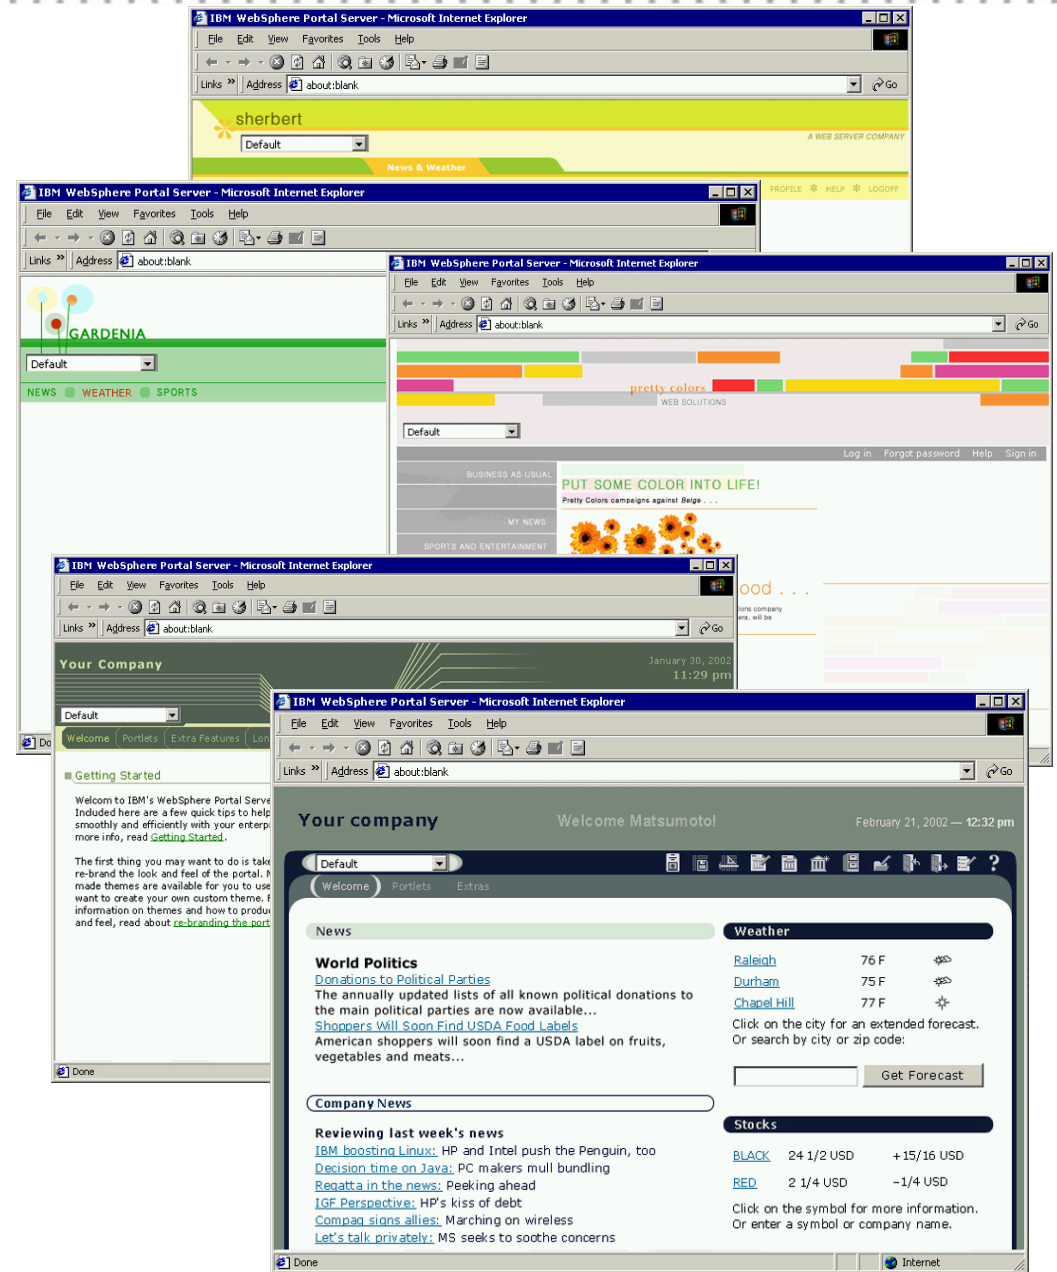 IBM WebSphere Portal Server - Microsoft Internet Explorer
File Edit View Favorites Tools Help
Links » Address about:blank Go
sherbert
Default
A WEB SERVER COMPANY
News & Weather
PROFILE ✻ HELP ✻ LOGOFF
IBM WebSphere Portal Server - Microsoft Internet Explorer
File Edit View Favorites Tools Help
Links » Address about:blank
GARDENIA
Default
NEWS WEATHER SPORTS
IBM WebSphere Portal Server - Microsoft Internet Explorer
File Edit View Favorites Tools Help
Links » Address about:blank Go
pretty colors
WEB SOLUTIONS
Default
Log in Forgot password Help Sign in
BUSINESS AS USUAL
MY NEWS
SPORTS AND ENTERTAINMENT
PUT SOME COLOR INTO LIFE!
Pretty Colors campaigns against Beige . . .
ood . . .
ions company
ers, will be
IBM WebSphere Portal Server - Microsoft Internet Explorer
File Edit View Favorites Tools Help
Links » Address about:blank Go
Your Company
January 30, 2002
11:29 pm
Default
Welcome Portlets Extra Features Lon
Getting Started
Welcom to IBM's WebSphere Portal Serve
Included here are a few quick tips to help
smoothly and efficiently with your enterp
more info, read Getting Started.
The first thing you may want to do is take
re-brand the look and feel of the portal.
made themes are available for you to use
want to create your own custom theme.
information on themes and how to produ
and feel, read about re-branding the port
Done
IBM WebSphere Portal Server - Microsoft Internet Explorer
File Edit View Favorites Tools Help
Links » Address about:blank Go
Your company Welcome Matsumoto! February 21, 2002 — 12:32 pm
Default
Welcome Portlets Extras
News
World Politics
Donations to Political Parties
The annually updated lists of all known political donations to
the main political parties are now available...
Shoppers Will Soon Find USDA Food Labels
American shoppers will soon find a USDA label on fruits,
vegetables and meats...
Company News
Reviewing last week's news
IBM boosting Linux: HP and Intel push the Penguin, too
Decision time on Java: PC makers mull bundling
Regatta in the news: Peeking ahead
IGF Perspective: HP's kiss of debt
Compaq signs allies: Marching on wireless
Let's talk privately: MS seeks to soothe concerns
Weather
Raleigh 76 F
Durham 75 F
Chapel Hill 77 F
Click on the city for an extended forecast.
Or search by city or zip code:
Get Forecast
Stocks
BLACK 24 1/2 USD +15/16 USD
RED 2 1/4 USD -1/4 USD
Click on the symbol for more information.
Or enter a symbol or company name.
Done Internet